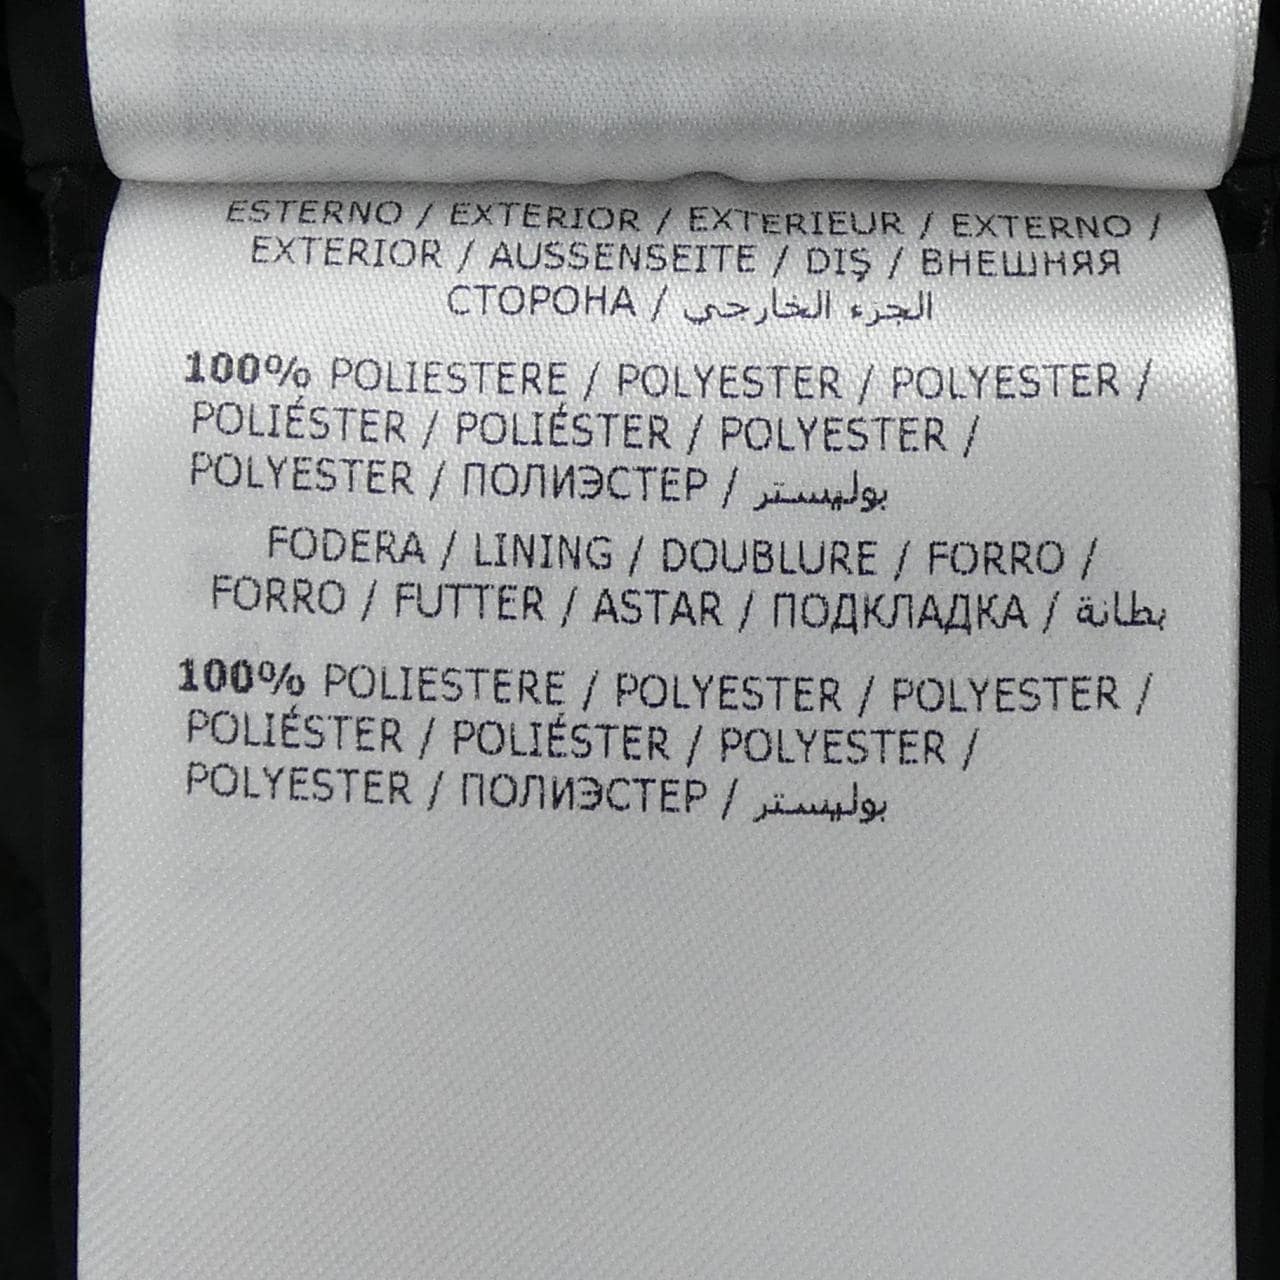 ESTERNO / EXTERIOR / EXTERIEUR / EXTERNO /
EXTERIOR / AUSSENSEITE / DIŞ / ВНЕШНЯЯ
СТОРОНА / الجزء الخارجي
100% POLIESTERE / POLYESTER / POLYESTER /
POLIÉSTER / POLIÉSTER / POLYESTER /
POLYESTER / ПОЛИЭСТЕР / بوليستر
FODERA / LINING / DOUBLURE / FORRO /
FORRO / FUTTER / ASTAR / ПОДКЛАДКА / بطانة
100% POLIESTERE / POLYESTER / POLYESTER /
POLIÉSTER / POLIÉSTER / POLYESTER /
POLYESTER / ПОЛИЭСТЕР / بوليستر